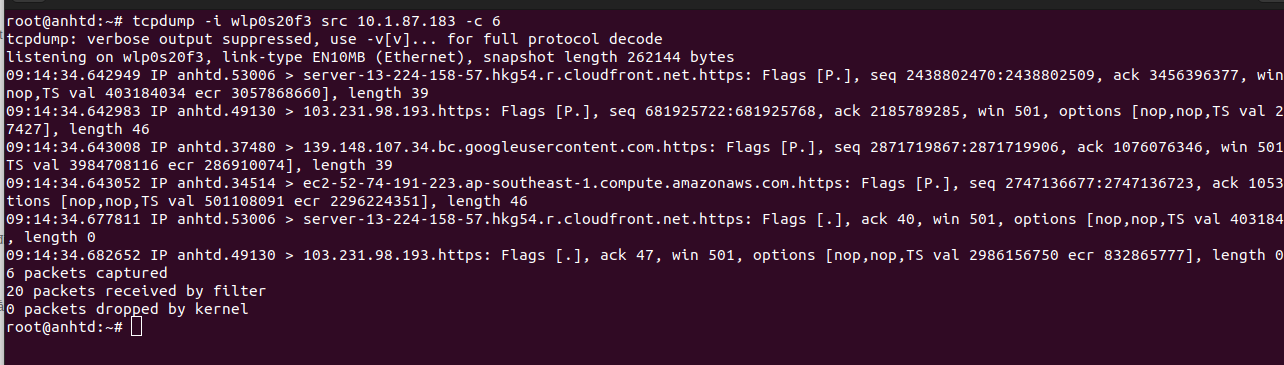 root@anhtd:~# tcpdump -i wlp0s20f3 src 10.1.87.183 -c 6
tcpdump: verbose output suppressed, use -v[v]... for full protocol decode
listening on wlp0s20f3, link-type EN10MB (Ethernet), snapshot length 262144 bytes
09:14:34.642949 IP anhtd.53006 > server-13-224-158-57.hkg54.r.cloudfront.net.https: Flags [P.], seq 2438802470:2438802509, ack 3456396377, win
nop,TS val 403184034 ecr 3057868660], length 39
09:14:34.642983 IP anhtd.49130 > 103.231.98.193.https: Flags [P.], seq 681925722:681925768, ack 2185789285, win 501, options [nop,nop,TS val 2
7427], length 46
09:14:34.643008 IP anhtd.37480 > 139.148.107.34.bc.googleusercontent.com.https: Flags [P.], seq 2871719867:2871719906, ack 1076076346, win 501
TS val 3984708116 ecr 286910074], length 39
09:14:34.643052 IP anhtd.34514 > ec2-52-74-191-223.ap-southeast-1.compute.amazonaws.com.https: Flags [P.], seq 2747136677:2747136723, ack 1053
tions [nop,nop,TS val 501108091 ecr 2296224351], length 46
09:14:34.677811 IP anhtd.53006 > server-13-224-158-57.hkg54.r.cloudfront.net.https: Flags [.], ack 40, win 501, options [nop,nop,TS val 403184
, length 0
09:14:34.682652 IP anhtd.49130 > 103.231.98.193.https: Flags [.], ack 47, win 501, options [nop,nop,TS val 2986156750 ecr 832865777], length 0
6 packets captured
20 packets received by filter
0 packets dropped by kernel
root@anhtd:~#